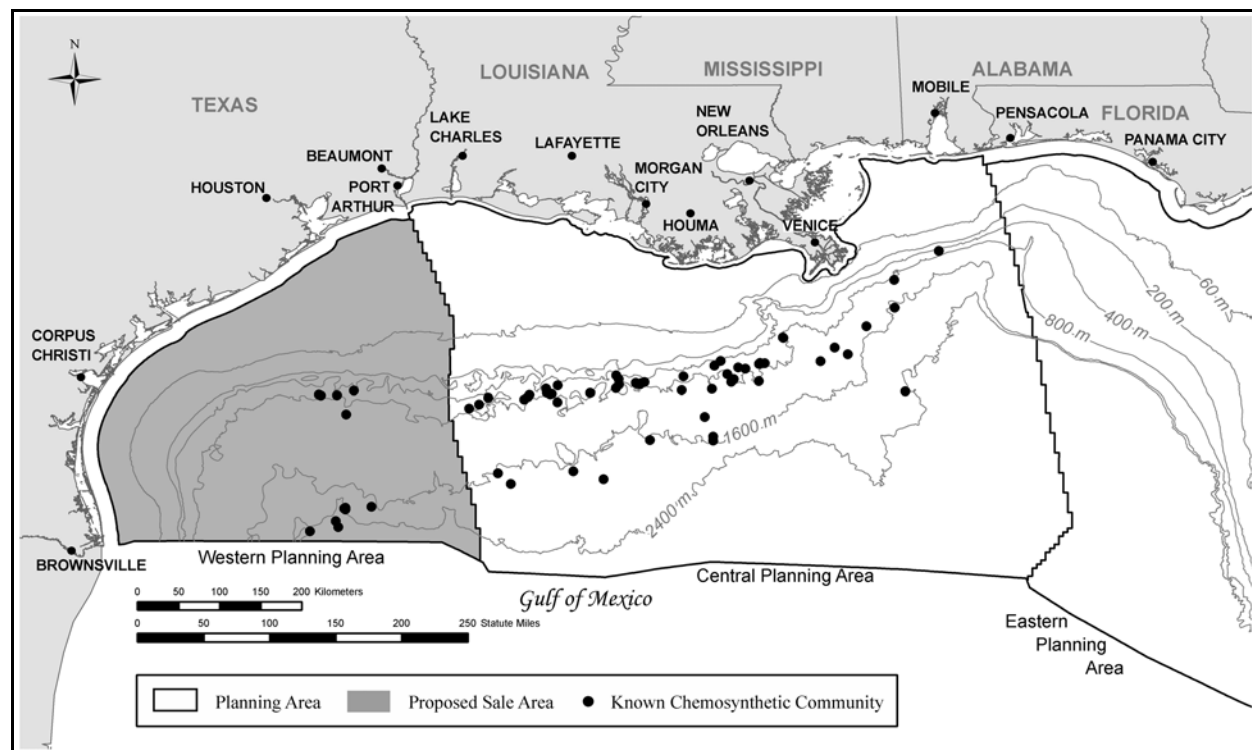 N
TEXAS
LOUISIANA
MISSISSIPPI
ALABAMA
FLORIDA
MOBILE
PENSACOLA
PANAMA CITY
LAKE
CHARLES
LAFAYETTE
NEW
ORLEANS
BEAUMONT
HOUSTON
PORT
ARTHUR
MORGAN
CITY
HOUMA
VENICE
CORPUS
CHRISTI
BROWNSVILLE
60 m
200 m
400 m
800 m
1600 m
2400 m
Western Planning Area
Central Planning Area
Eastern
Planning
Area
Gulf of Mexico
0 50 100 150 200 Kilometers
0 50 100 150 200 250 Statute Miles
Planning Area
Proposed Sale Area
Known Chemosynthetic Community